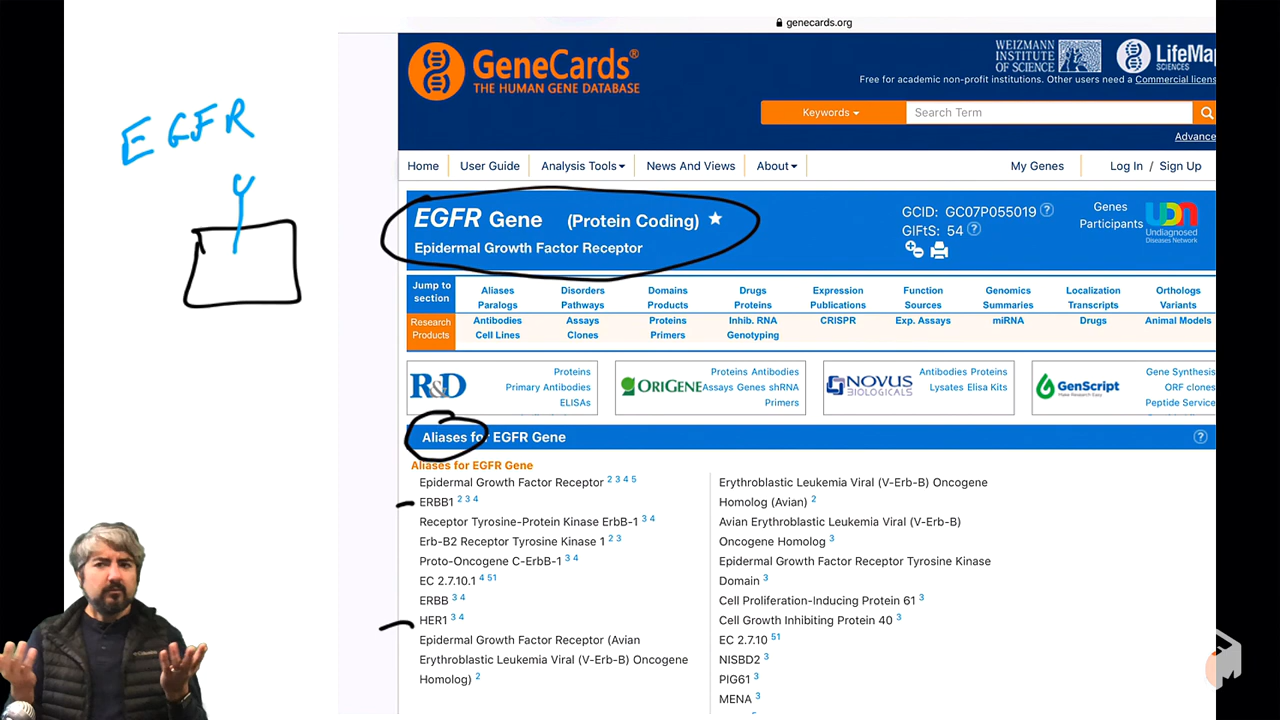 genecards.org
GeneCards®
THE HUMAN GENE DATABASE
WEIZMANN
INSTITUTE
OF SCIENCE
LifeMap
SCIENCES
Free for academic non-profit institutions. Other users need a Commercial licens
Keywords
Search Term
Advance
Home
User Guide
Analysis Tools
News And Views
About
My Genes
Log In / Sign Up
EGFR
EGFR Gene (Protein Coding)
Epidermal Growth Factor Receptor
GCID: GC07P055019 ?
GIFtS: 54 ?
Genes
Participants
UDN
Undiagnosed
Diseases Network
Jump to
section
Aliases Disorders Domains Drugs Expression Function Genomics Localization Orthologs
Paralogs Pathways Products Proteins Publications Sources Summaries Transcripts Variants
Research
Products
Antibodies Assays Proteins Inhib. RNA CRISPR Exp. Assays miRNA Drugs Animal Models
Cell Lines Clones Primers Genotyping
R&D
Proteins
Primary Antibodies
ELISAs
ORIGENE
Proteins Antibodies
Assays Genes shRNA
Primers
NOVUS
BIOLOGICALS
Antibodies Proteins
Lysates Elisa Kits
GenScript
Make Research Easy
Gene Synthesis
ORF clones
Peptide Service
Aliases for EGFR Gene ?
Aliases for EGFR Gene
Epidermal Growth Factor Receptor 2 3 4 5
ERBB1 2 3 4
Receptor Tyrosine-Protein Kinase ErbB-1 3 4
Erb-B2 Receptor Tyrosine Kinase 1 2 3
Proto-Oncogene C-ErbB-1 3 4
EC 2.7.10.1 4 51
ERBB 3 4
HER1 3 4
Epidermal Growth Factor Receptor (Avian
Erythroblastic Leukemia Viral (V-Erb-B) Oncogene
Homolog) 2
Erythroblastic Leukemia Viral (V-Erb-B) Oncogene
Homolog (Avian) 2
Avian Erythroblastic Leukemia Viral (V-Erb-B)
Oncogene Homolog 3
Epidermal Growth Factor Receptor Tyrosine Kinase
Domain 3
Cell Proliferation-Inducing Protein 61 3
Cell Growth Inhibiting Protein 40 3
EC 2.7.10 51
NISBD2 3
PIG61 3
MENA 3